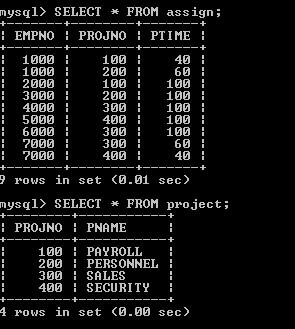 mysql> SELECT * FROM assign;
+-------+--------+-------+
| EMPNO | PROJNO | PTIME |
+-------+--------+-------+
| 1000 | 100 | 40 |
| 1000 | 200 | 60 |
| 2000 | 100 | 100 |
| 3000 | 200 | 100 |
| 4000 | 300 | 100 |
| 5000 | 400 | 100 |
| 6000 | 300 | 100 |
| 7000 | 300 | 60 |
| 7000 | 400 | 40 |
+-------+--------+-------+
9 rows in set (0.01 sec)
mysql> SELECT * FROM project;
+--------+-----------+
| PROJNO | PNAME |
+--------+-----------+
| 100 | PAYROLL |
| 200 | PERSONNEL |
| 300 | SALES |
| 400 | SECURITY |
+--------+-----------+
4 rows in set (0.00 sec)